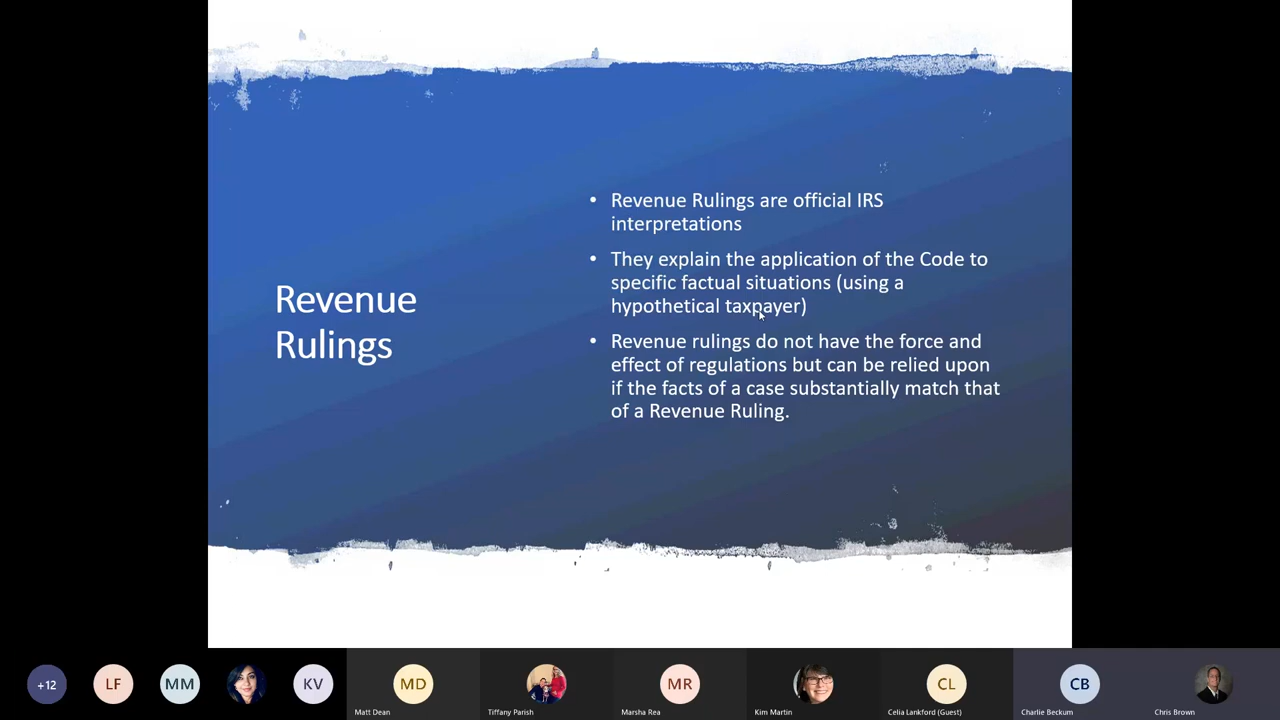 • Revenue Rulings are official IRS
interpretations
• They explain the application of the Code to
specific factual situations (using a
hypothetical taxpayer)
Revenue
Rulings
• Revenue rulings do not have the force and
effect of regulations but can be relied upon
if the facts of a case substantially match that
of a Revenue Ruling.
+12
LF
MM
KV
MD
MR
CL
CB
Matt Dean
Tiffany Parish
Marsha Rea
Kim Martin
Celia Lankford (Guest)
Charlie Beckum
Chris Brown